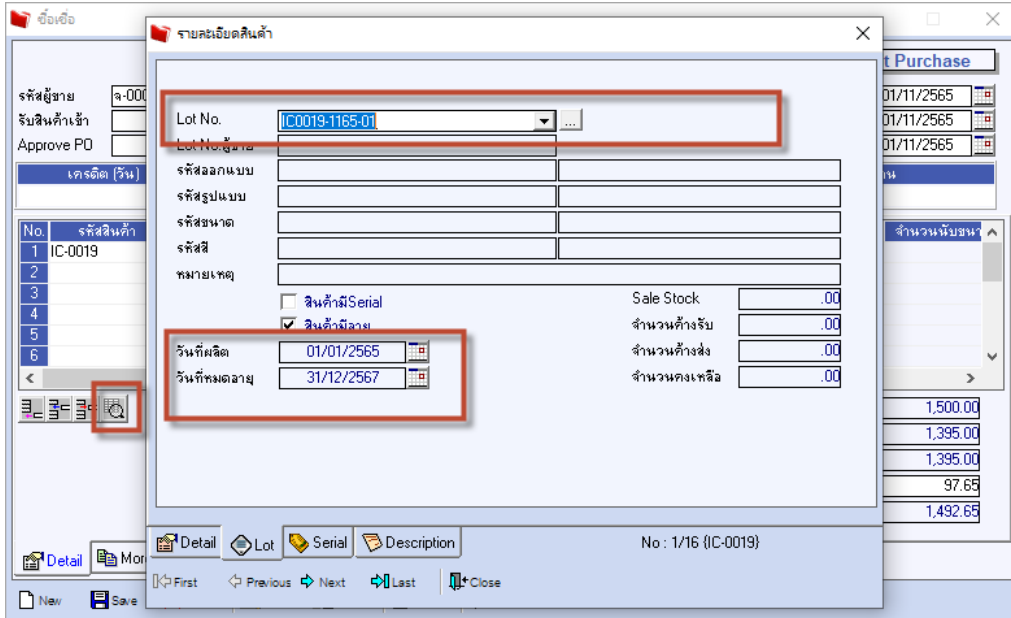 ซื้อเชื่อ
รายละเอียดสินค้า
t Purchase
รหัสผู้ขาย จ-000
01/11/2565
รับสินค้าเข้า
01/11/2565
Approve PO
01/11/2565
เครดิต (วัน)
Lot No. IC0019-1165-01 ...
Lot No.ผู้ขาย
รหัสออกแบบ
รหัสรูปแบบ
รหัสขนาด
รหัสสี
หมายเหตุ
สินค้ามีSerial
Sale Stock .00
สินค้ามีอายุ
จำนวนค้างรับ .00
วันที่ผลิต 01/01/2565
จำนวนค้างส่ง .00
วันที่หมดอายุ 31/12/2567
จำนวนคงเหลือ .00
No. รหัสสินค้า
จำนวนนับขนา
1 IC-0019
2
3
4
5
6
1,500.00
1,395.00
1,395.00
97.65
1,492.65
Detail Lot Serial Description No : 1/16 {IC-0019}
First Previous Next Last Close
Detail Mor
New Save